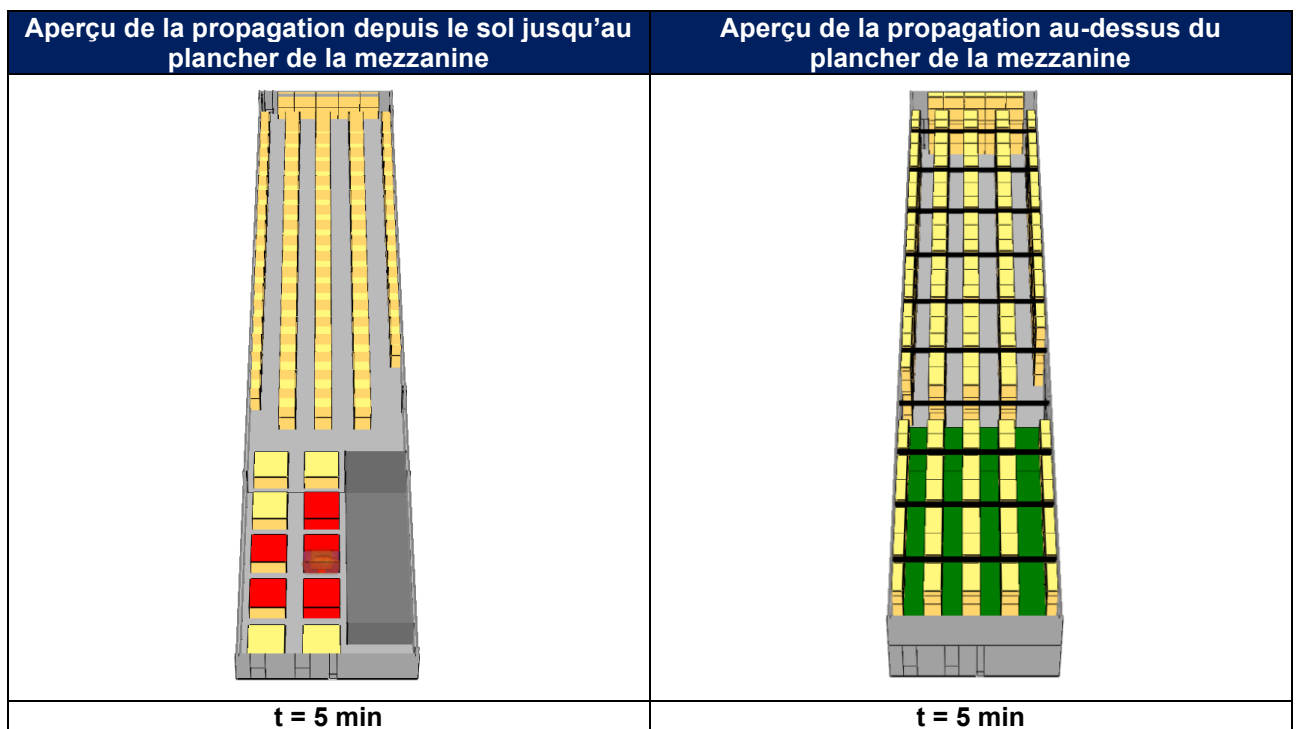 Aperçu de la propagation depuis le sol jusqu’au
plancher de la mezzanine
Aperçu de la propagation au-dessus du
plancher de la mezzanine
t = 5 min
t = 5 min